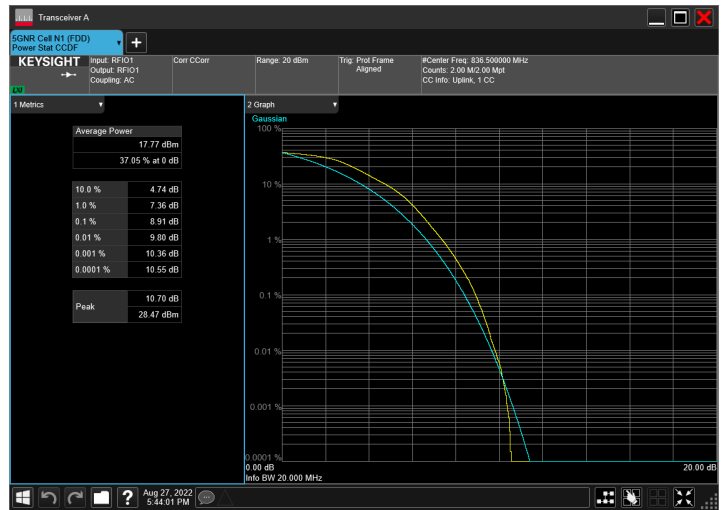 Transceiver A
5GNR Cell N1 (FDD)
Power Stat CCDF
KEYSIGHT
LXI
Input: RFIO1
Output: RFIO1
Coupling: AC
Corr CCorr
Range: 20 dBm
Trig: Prot Frame
Aligned
#Center Freq: 836.500000 MHz
Counts: 2.00 M/2.00 Mpt
CC Info: Uplink, 1 CC
1 Metrics
Average Power
17.77 dBm
37.05 % at 0 dB
10.0 % 4.74 dB
1.0 % 7.36 dB
0.1 % 8.91 dB
0.01 % 9.80 dB
0.001 % 10.36 dB
0.0001 % 10.55 dB
Peak
10.70 dB
28.47 dBm
2 Graph
Gaussian
100 %
10 %
1 %
0.1 %
0.01 %
0.001 %
0.0001 %
0.00 dB 20.00 dB
Info BW 20.000 MHz
Aug 27, 2022
5:44:01 PM